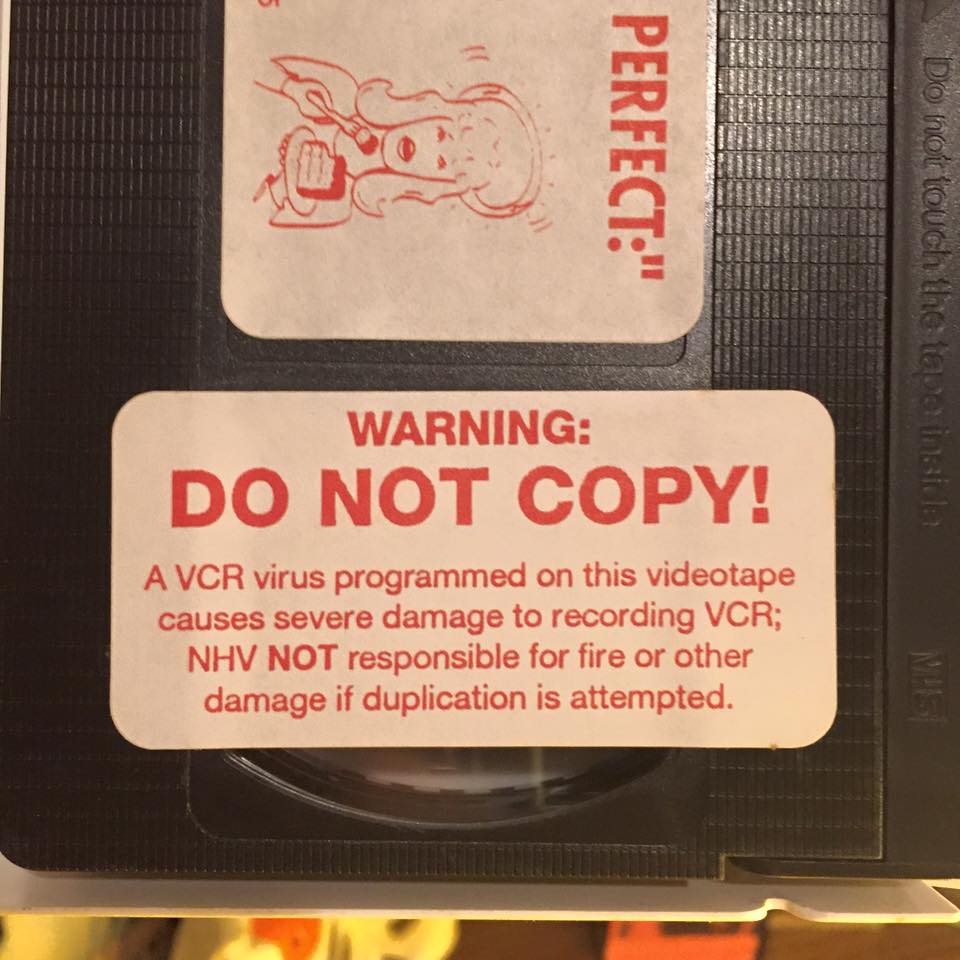 PERFECT:"
WARNING:
DO NOT COPY!
A VCR virus programmed on this videotape
causes severe damage to recording VCR;
NHV NOT responsible for fire or other
damage if duplication is attempted.
Do not touch the tape inside
VHS